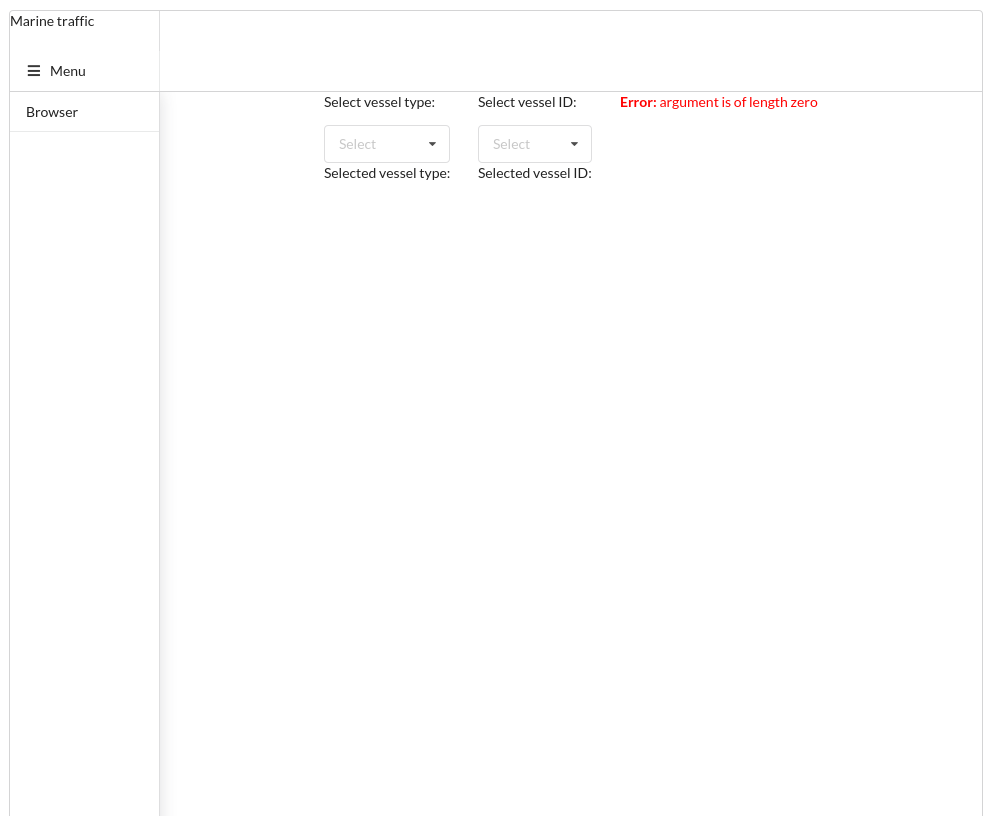 Marine traffic
Menu
Browser
Select vessel type:
Select
Selected vessel type:
Select vessel ID:
Select
Selected vessel ID:
Error: argument is of length zero